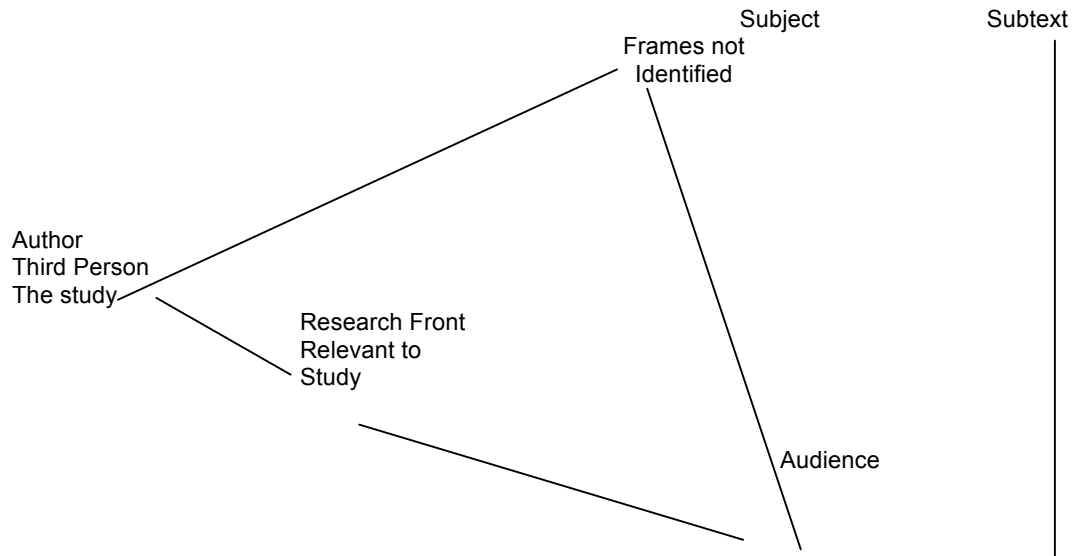 Subject Subtext
Frames not
Identified
Author
Third Person
The study
Research Front
Relevant to
Study
Audience